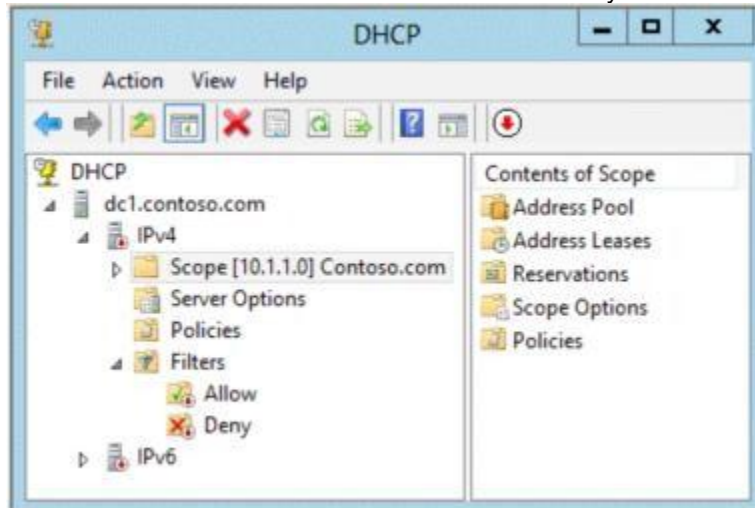 DHCP
File Action View Help
DHCP
dc1.contoso.com
IPv4
Scope [10.1.1.0] Contoso.com
Server Options
Policies
Filters
Allow
Deny
IPv6
Contents of Scope
Address Pool
Address Leases
Reservations
Scope Options
Policies